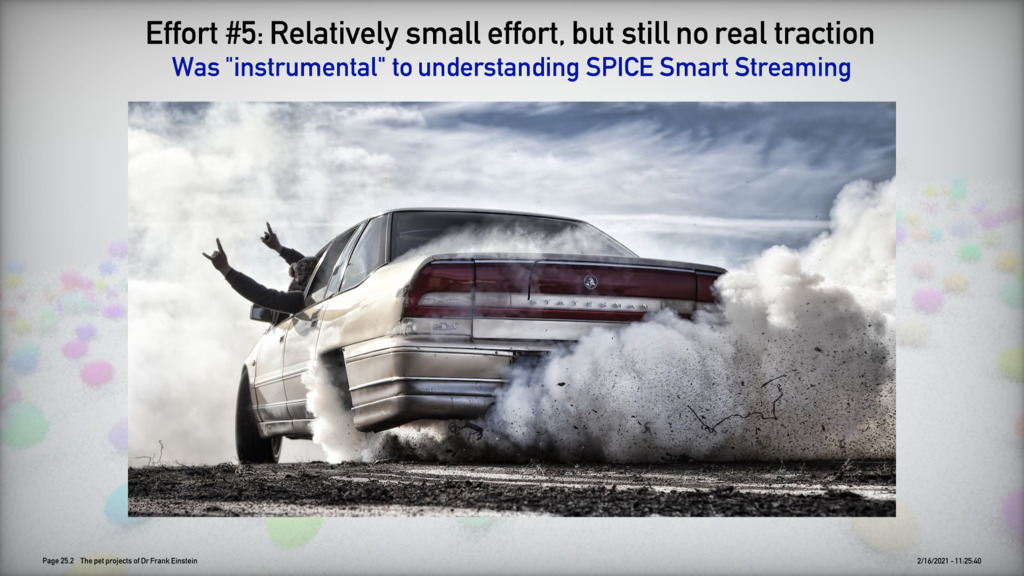 Effort #5: Relatively small effort, but still no real traction
Was "instrumental" to understanding SPICE Smart Streaming
STATESMAN
Page 25.2 The pet projects of Dr Frank Einstein
2/16/2021 - 11:25:40